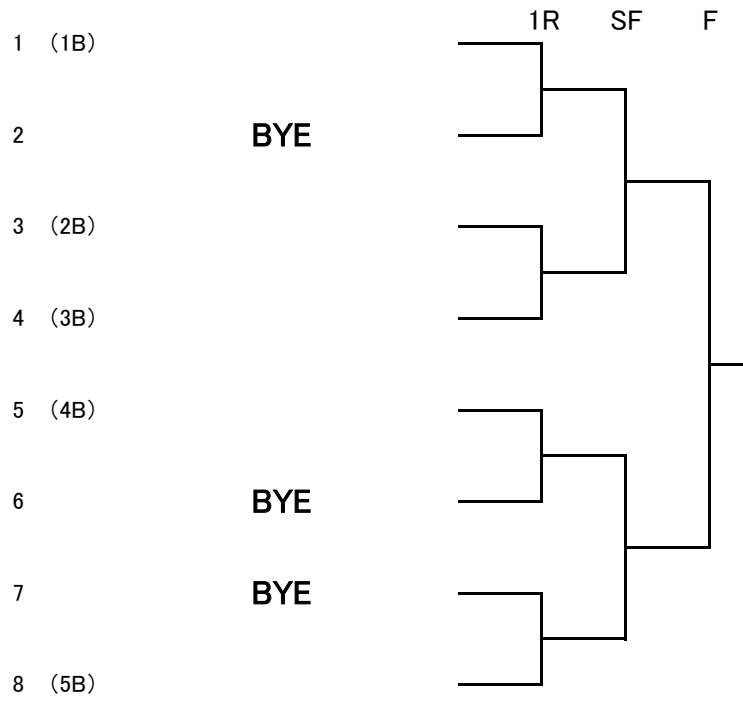 1R SF F
1 （1B）
2 BYE
3 （2B）
4 （3B）
5 （4B）
6 BYE
7 BYE
8 （5B）